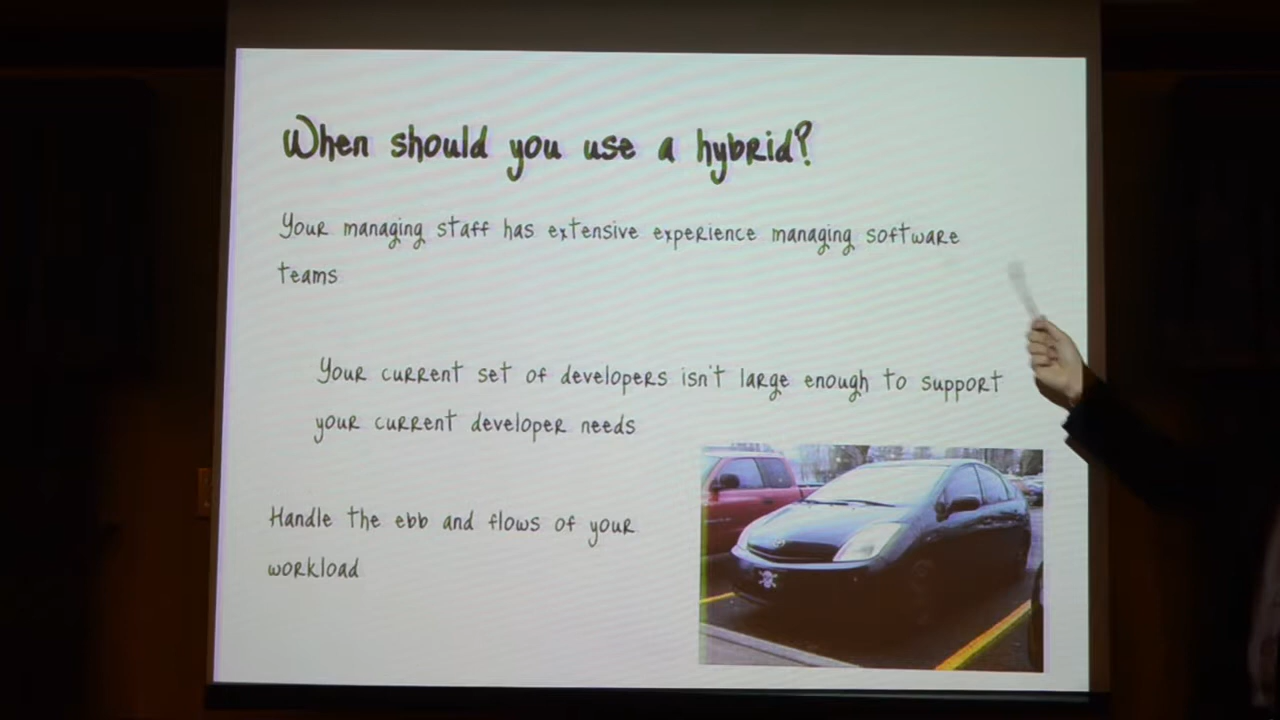 When should you use a hybrid?
Your managing staff has extensive experience managing software
teams
Your current set of developers isn't large enough to support
your current developer needs
Handle the ebb and flows of your
workload